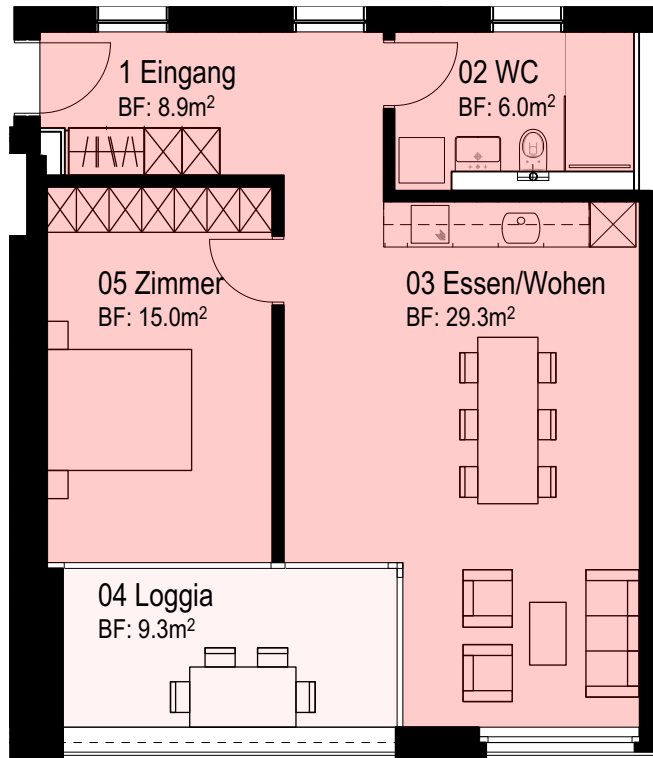 1 Eingang
BF: 8.9m²
02 WC
BF: 6.0m²
05 Zimmer
BF: 15.0m²
03 Essen/Wohen
BF: 29.3m²
04 Loggia
BF: 9.3m²